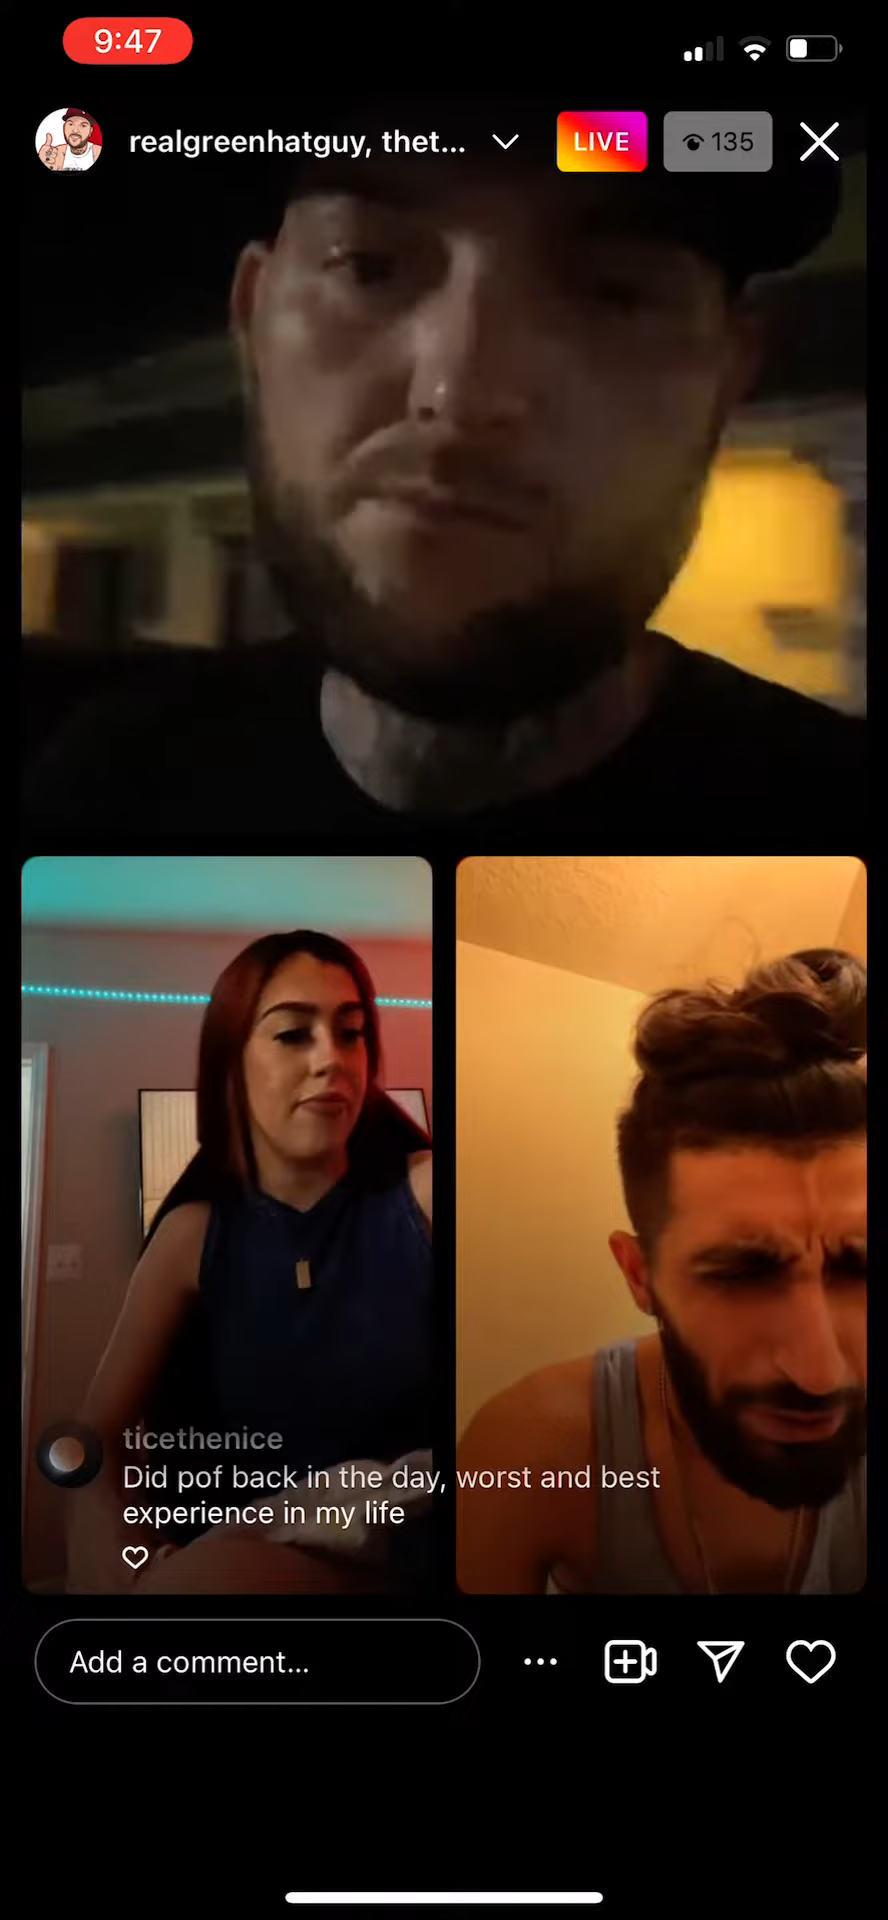 9:47
realgreenhatguy, thet...
LIVE
135
ticethenice
Did pof back in the day, worst and best
experience in my life
Add a comment...